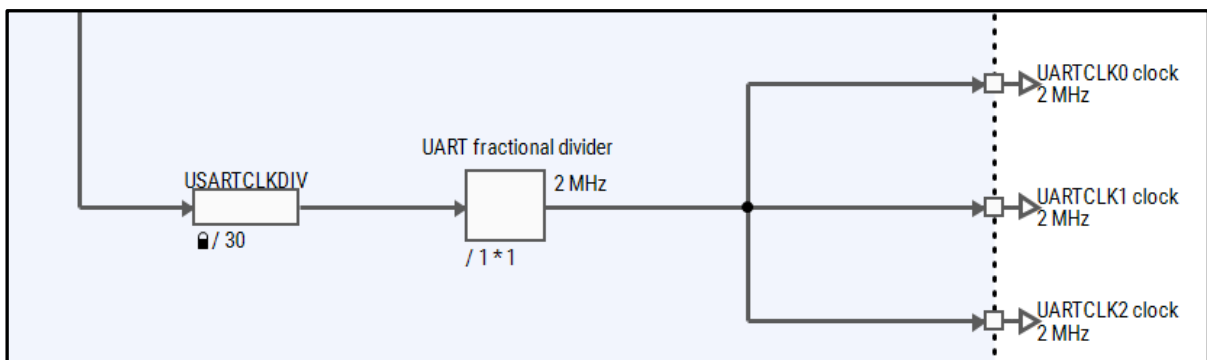 UARTCLK0 clock
2 MHz
UART fractional divider
USARTCLKDIV
2 MHz
UARTCLK1 clock
2 MHz
/ 30
/ 1 * 1
UARTCLK2 clock
2 MHz